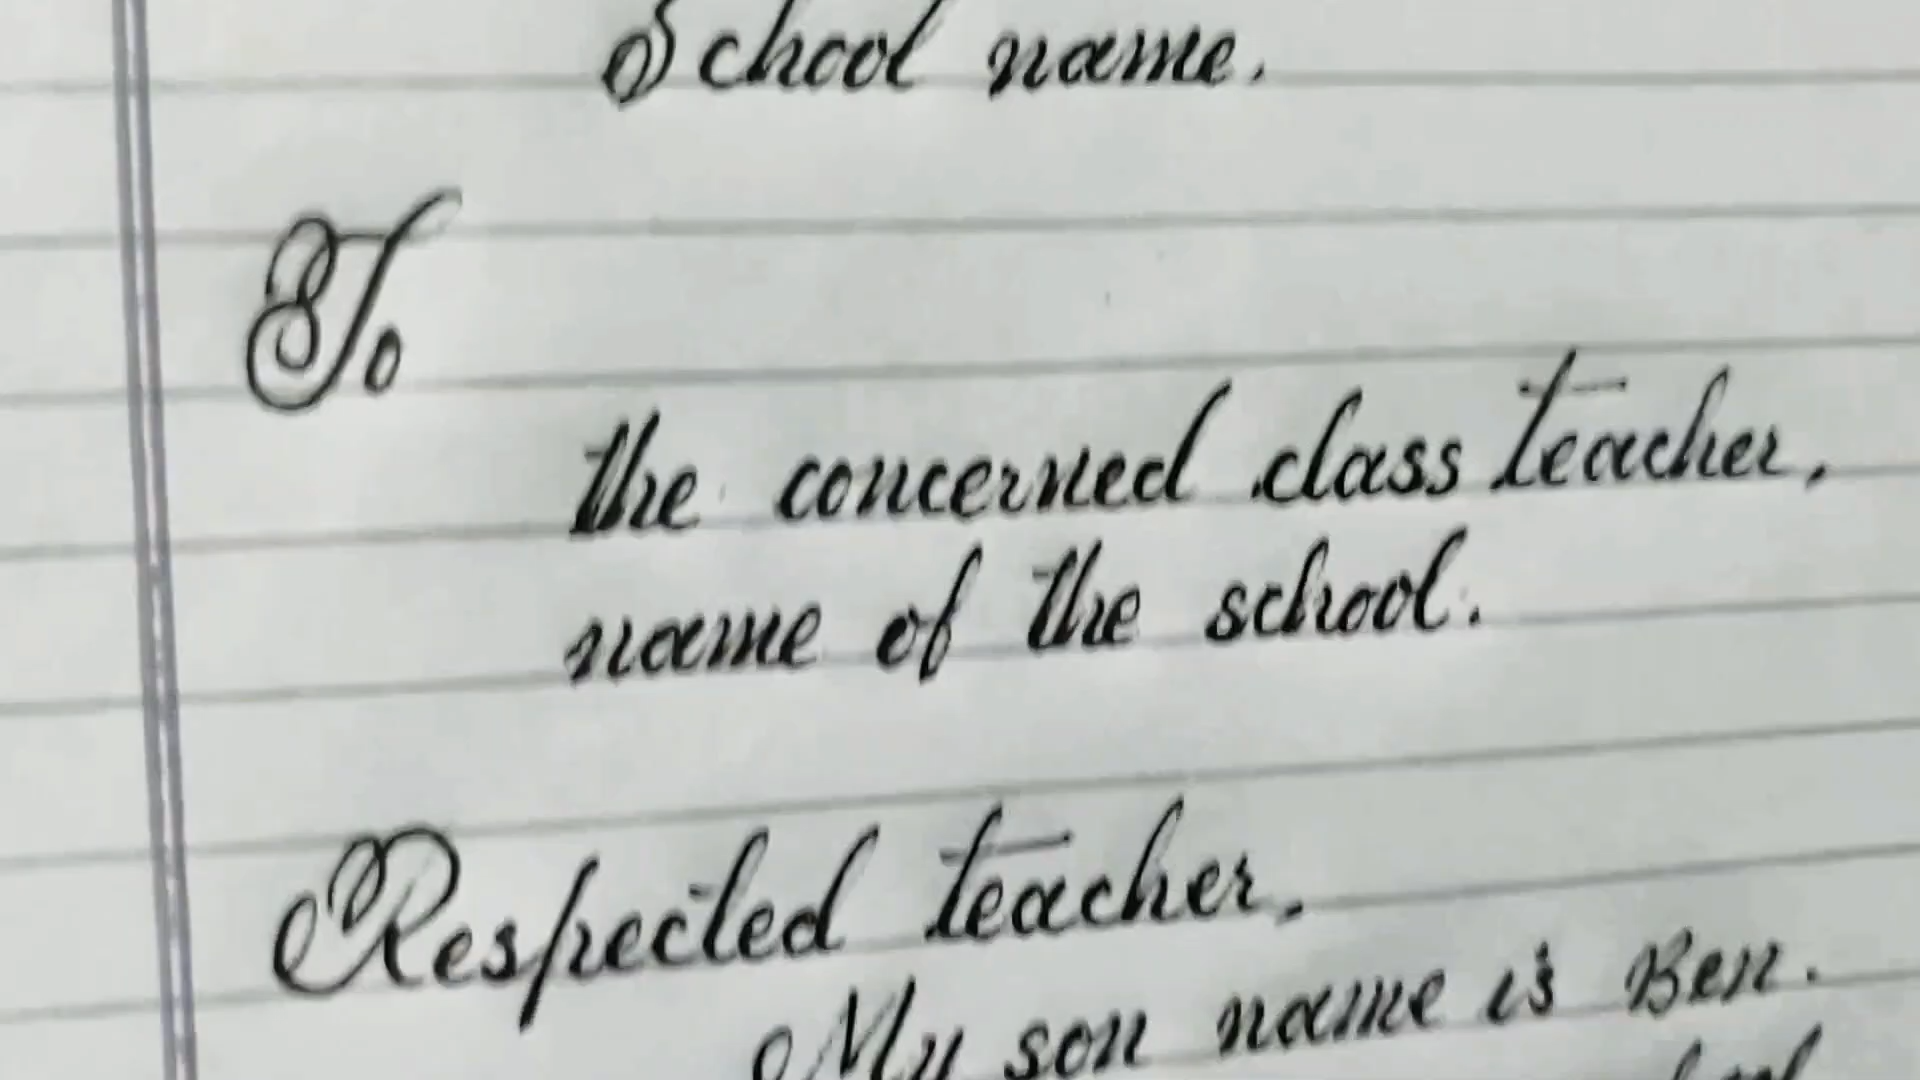 School name.
To
the concerned class teacher,
name of the school.
Respected teacher,
My son name is Ben.